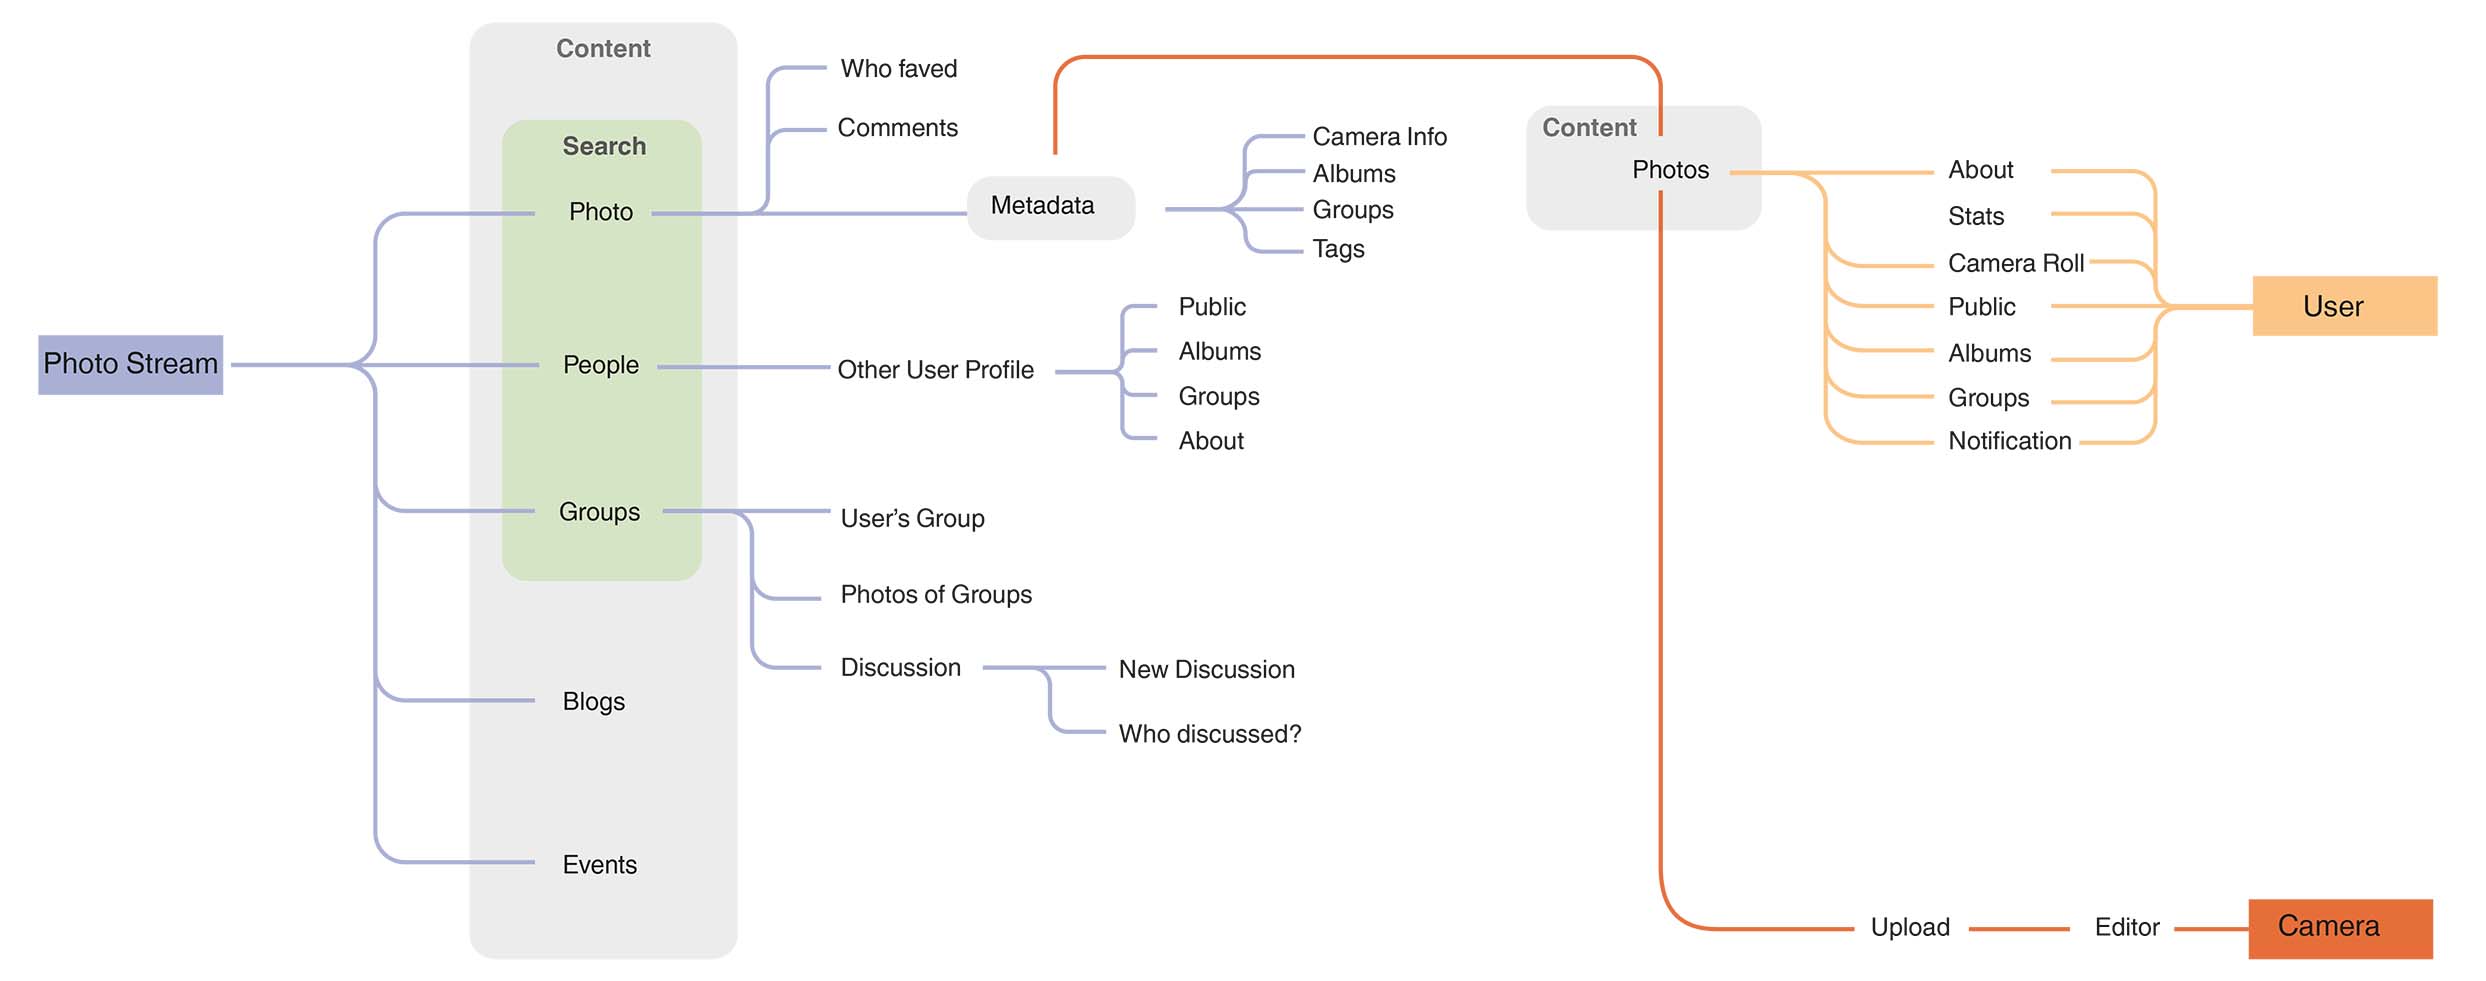 Photo Stream
Content
Search
Photo
People
Groups
Blogs
Events
Who faved
Comments
Metadata
Camera Info
Albums
Groups
Tags
Other User Profile
Public
Albums
Groups
About
User’s Group
Photos of Groups
Discussion
New Discussion
Who discussed?
Content
Photos
About
Stats
Camera Roll
Public
Albums
Groups
Notification
User
Upload
Editor
Camera